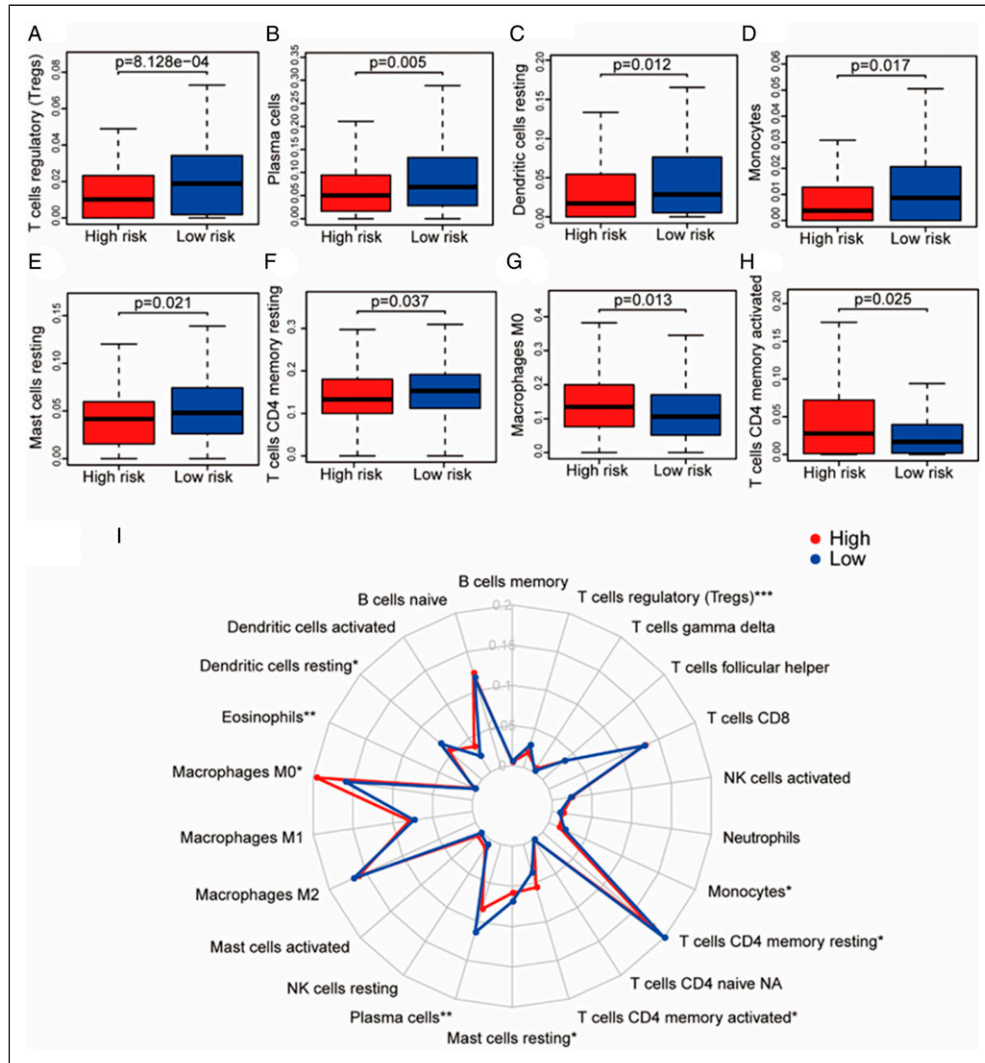 A
T cells regulatory (Tregs)
0.00 0.02 0.04 0.06 0.08
p=8.128e−04
High risk Low risk
B
Plasma cells
0.00 0.05 0.10 0.15 0.20 0.25 0.30 0.35
p=0.005
High risk Low risk
C
Dendritic cells resting
0.00 0.05 0.10 0.15 0.20
p=0.012
High risk Low risk
D
Monocytes
0.00 0.01 0.02 0.03 0.04 0.05 0.06
p=0.017
High risk Low risk
E
Mast cells resting
0.00 0.05 0.10 0.15
p=0.021
High risk Low risk
F
T cells CD4 memory resting
0.0 0.1 0.2 0.3
p=0.037
High risk Low risk
G
Macrophages M0
0.0 0.1 0.2 0.3 0.4
p=0.013
High risk Low risk
H
T cells CD4 memory activated
0.00 0.05 0.10 0.15 0.20
p=0.025
High risk Low risk
I
High
Low
B cells memory
T cells regulatory (Tregs)***
T cells gamma delta
T cells follicular helper
T cells CD8
NK cells activated
Neutrophils
Monocytes*
T cells CD4 memory resting*
T cells CD4 naive NA
T cells CD4 memory activated*
Mast cells resting*
Plasma cells**
NK cells resting
Mast cells activated
Macrophages M2
Macrophages M1
Macrophages M0*
Eosinophils**
Dendritic cells resting*
Dendritic cells activated
B cells naive
0.2
0.15
0.1
0